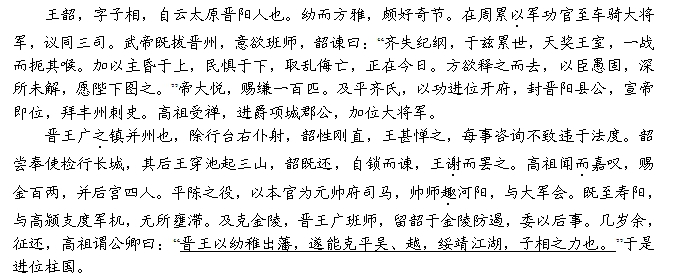 王韶，字子相，自云太原晋阳人也。幼而方雅，颇好奇节。在周累以军功官至车骑大将
军，议同三司。武帝既拔晋州，意欲班师，韶谏曰：“齐失纪纲，于兹累世，天奖王室，一战
而扼其喉。加以主昏于上，民惧于下，取乱侮亡，正在今日。方欲释之而去，以臣愚固，深
所未解，愿陛下图之。”帝大悦，赐缣一百匹。及平齐氏，以功进位开府，封晋阳县公，宣帝
即位，拜丰州刺史。高祖受禅，进爵项城郡公，加位大将军。
晋王广之镇并州也，除行台右仆射，韶性刚直，王甚惮之，每事咨询不致违于法度。韶
尝奉使检行长城，其后王穿池起三山，韶既还，自锁而谏，王谢而罢之。高祖闻而嘉叹，赐
金百两，并后宫四人。平陈之役，以本官为元帅府司马，帅师趣河阳，与大军会。既至寿阳，
与高颎支度军机，无所壅滞。及克金陵，晋王广班师，留韶于金陵防遏，委以后事。几岁余，
征还，高祖谓公卿曰：“晋王以幼稚出藩，遂能克平吴、越，绥靖江湖，子相之力也。”于是
进位柱国。